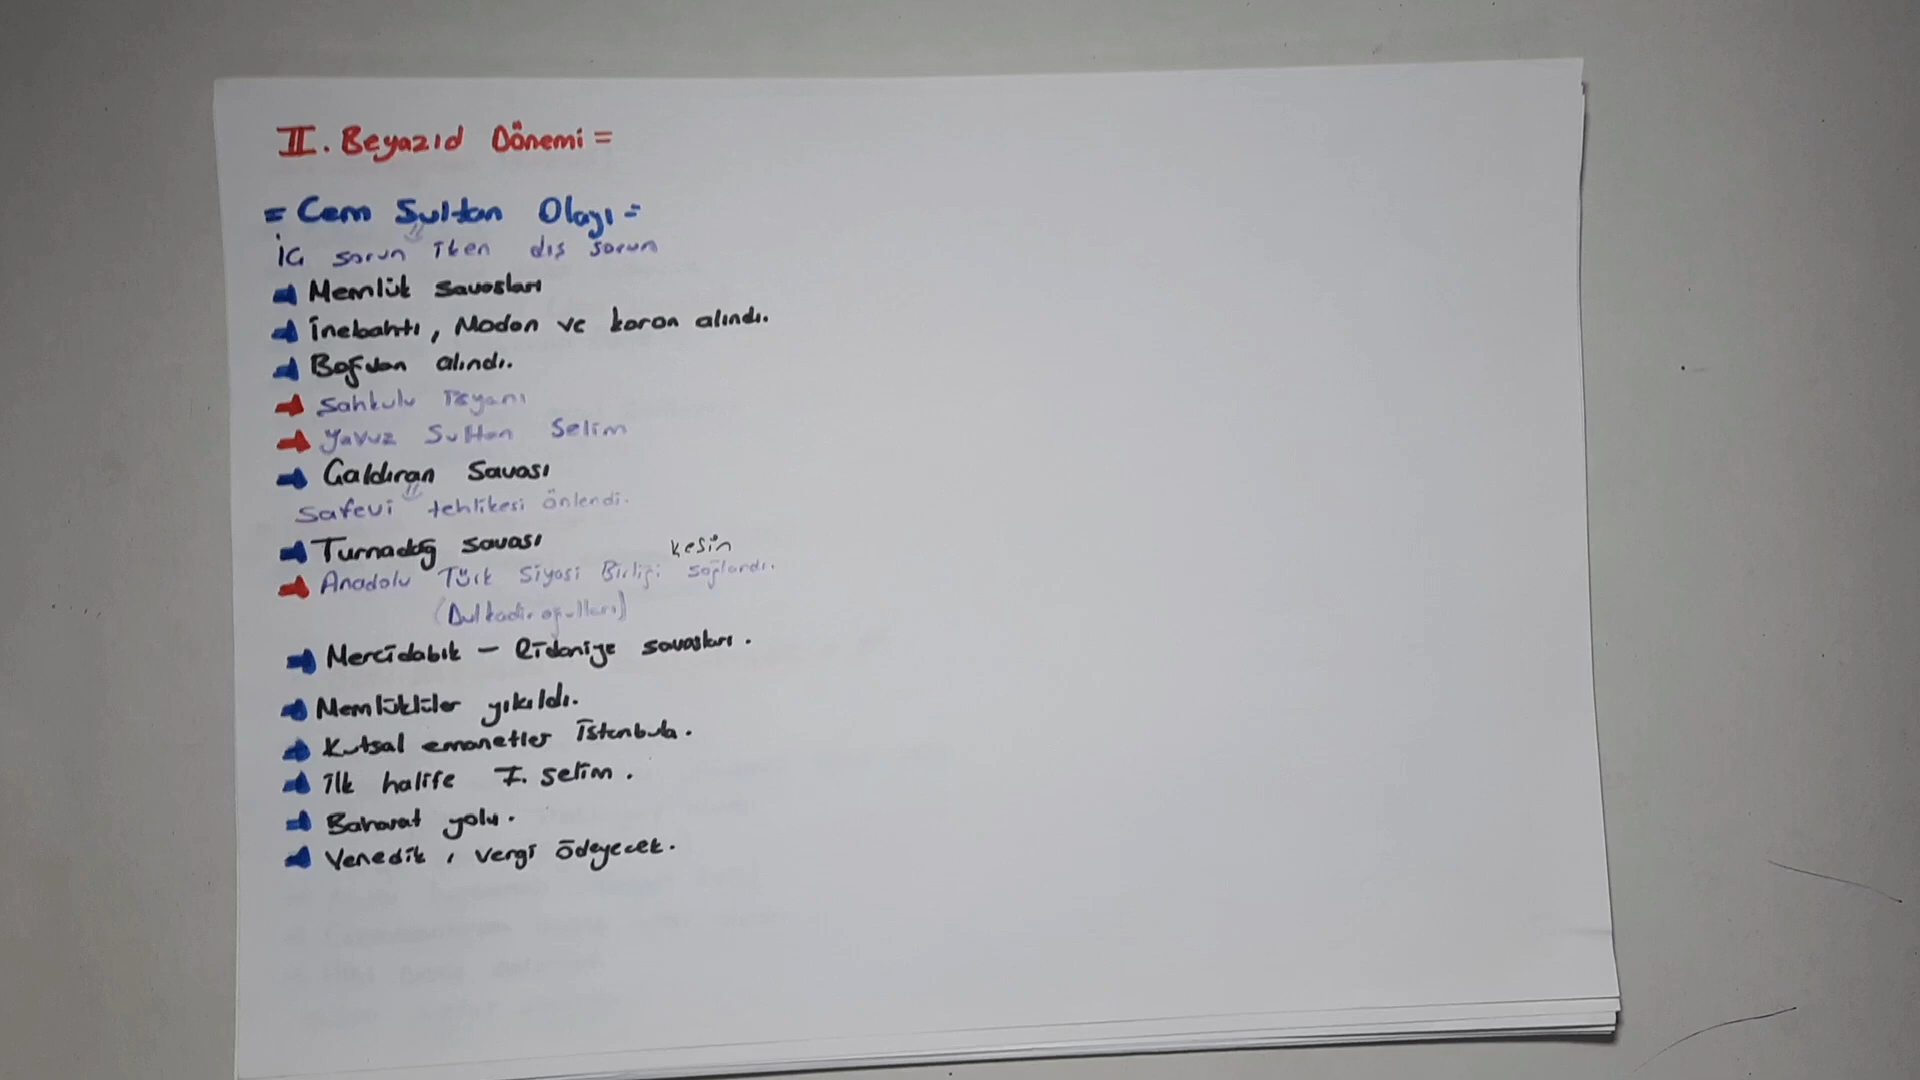 II. Beyazıd Dönemi =
= Cem Sultan Olayı =
İç sorun iken dış sorun
Memlük savaşları
İnebahtı, Modon ve koron alındı.
Boğdan alındı.
Şahkulu İsyanı
Yavuz Sultan Selim
Çaldıran Savaşı
Safevi tehlikesi önlendi.
Turnadağ savaşı
kesin
Anadolu Türk Siyasi Birliği sağlandı.
(Dulkadiroğulları)
Mercidabık - Ridaniye savaşları.
Memlüklüler yıkıldı.
Kutsal emanetler İstanbula.
ilk halife I. selim.
Baharat yolu.
Venedik, vergi ödeyecek.